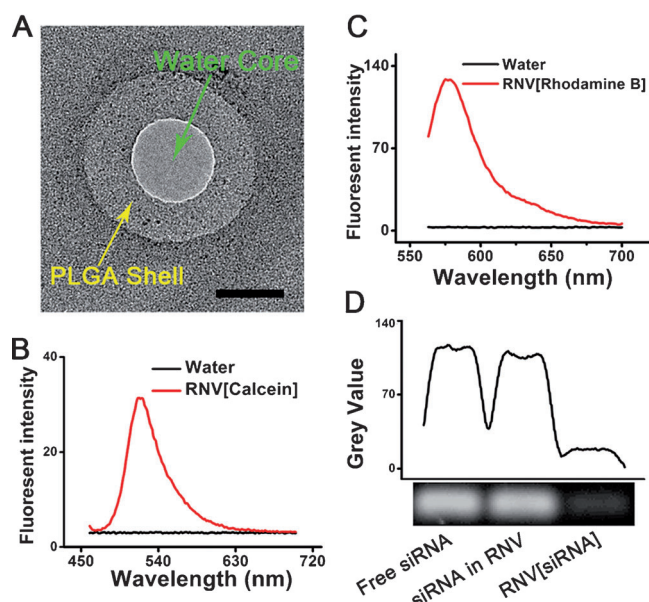 A
Water Core
PLGA Shell
B
Fluoresent intensity
40
20
0
Water
RNV[Calcein]
450
540
630
720
Wavelength (nm)
C
Fluoresent intensity
140
70
0
Water
RNV[Rhodamine B]
550
600
650
700
Wavelength (nm)
D
Grey Value
140
70
0
Free siRNA
siRNA in RNV
RNV[siRNA]